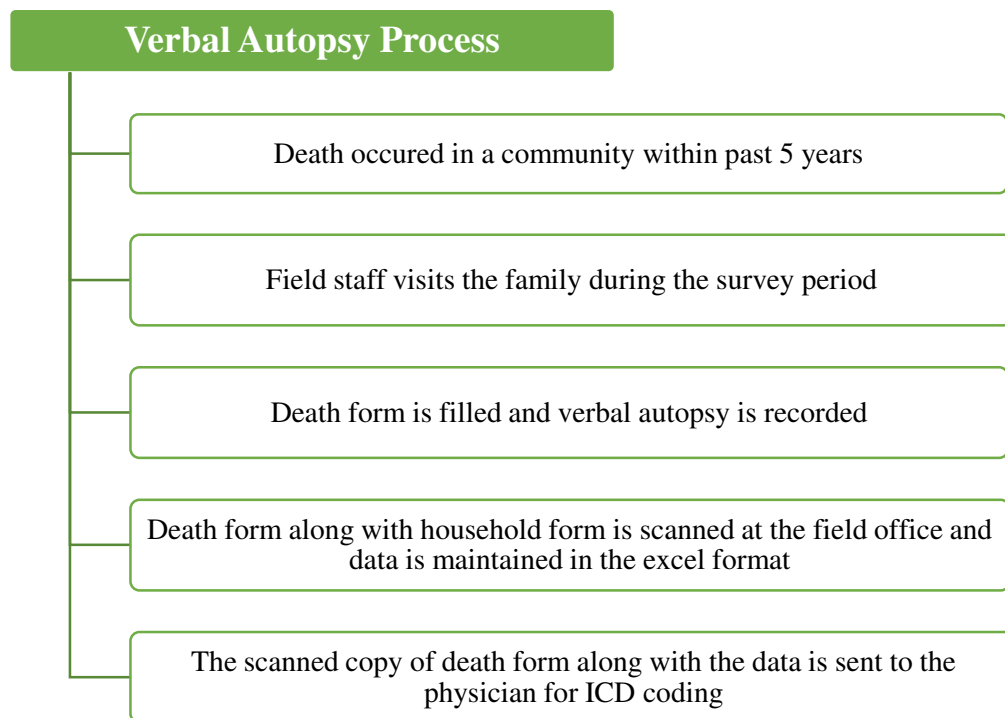 Verbal Autopsy Process
Death occured in a community within past 5 years
Field staff visits the family during the survey period
Death form is filled and verbal autopsy is recorded
Death form along with household form is scanned at the field office and
data is maintained in the excel format
The scanned copy of death form along with the data is sent to the
physician for ICD coding